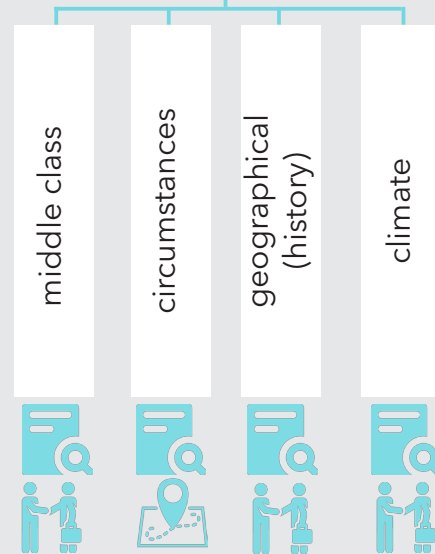 middle class
circumstances
geographical
(history)
climate